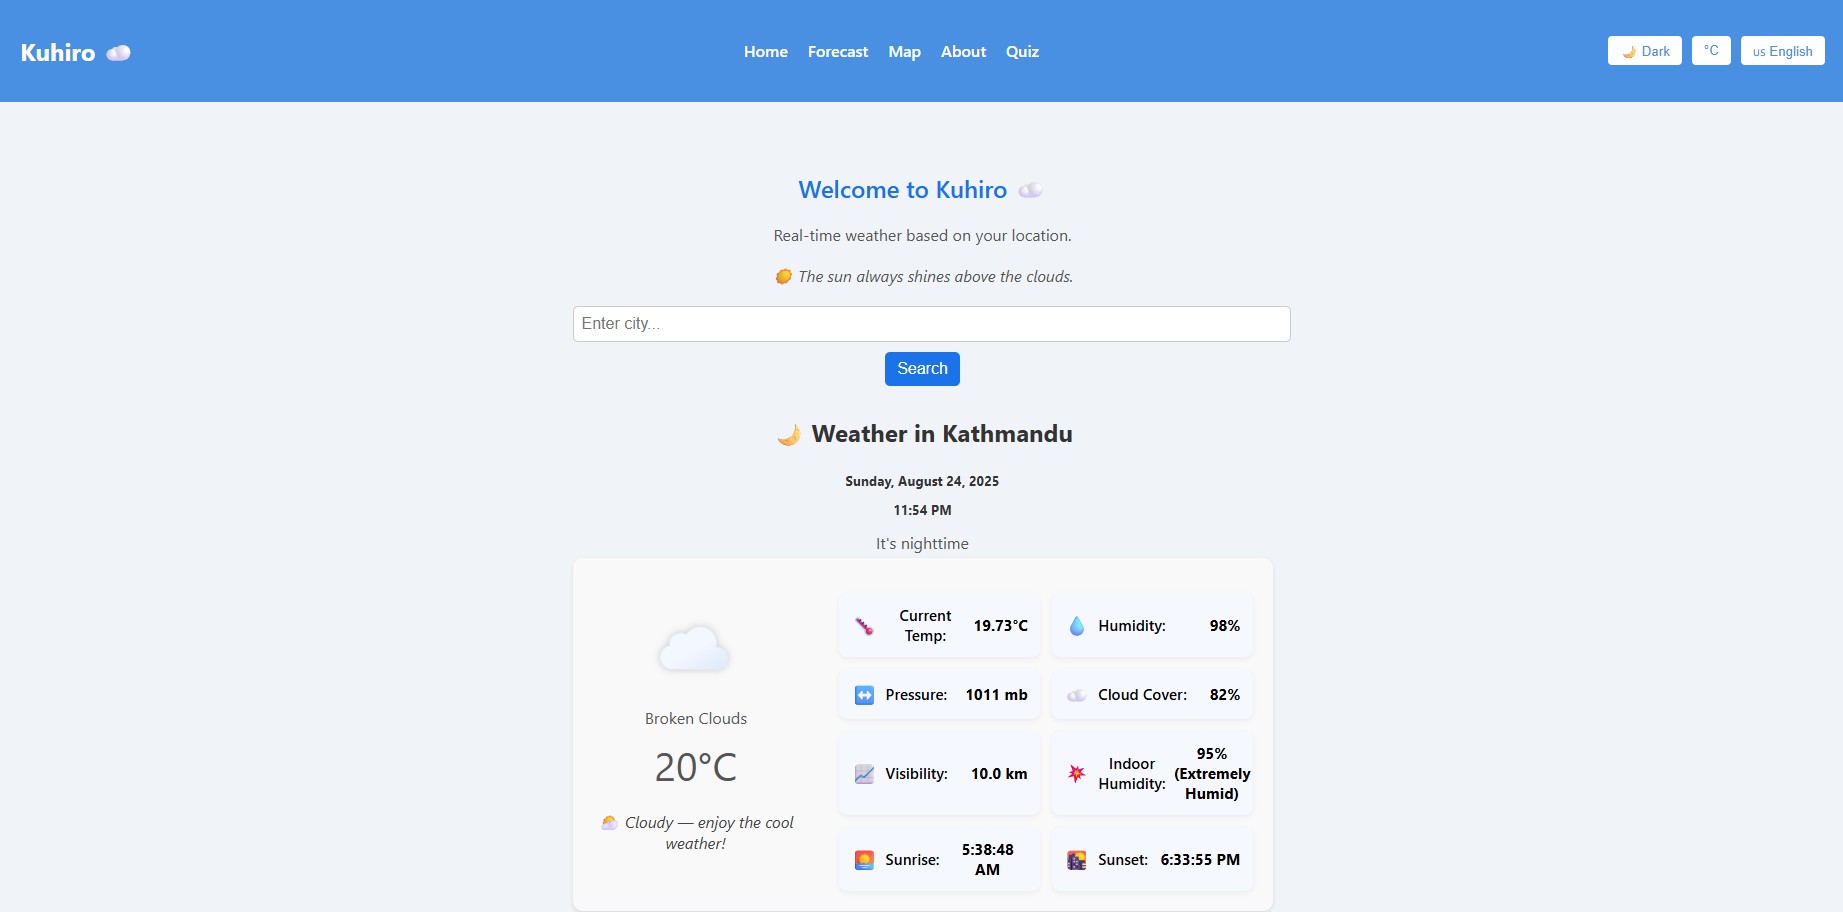 Kuhiro
Home Forecast Map About Quiz
Dark
°C
us English
Welcome to Kuhiro
Real-time weather based on your location.
The sun always shines above the clouds.
Enter city...
Search
Weather in Kathmandu
Sunday, August 24, 2025
11:54 PM
It's nighttime
Broken Clouds
20°C
Cloudy — enjoy the cool
weather!
Current
Temp:
19.73°C
Humidity: 98%
Pressure: 1011 mb
Cloud Cover: 82%
Visibility: 10.0 km
Indoor
Humidity:
95%
(Extremely
Humid)
Sunrise:
5:38:48
AM
Sunset: 6:33:55 PM